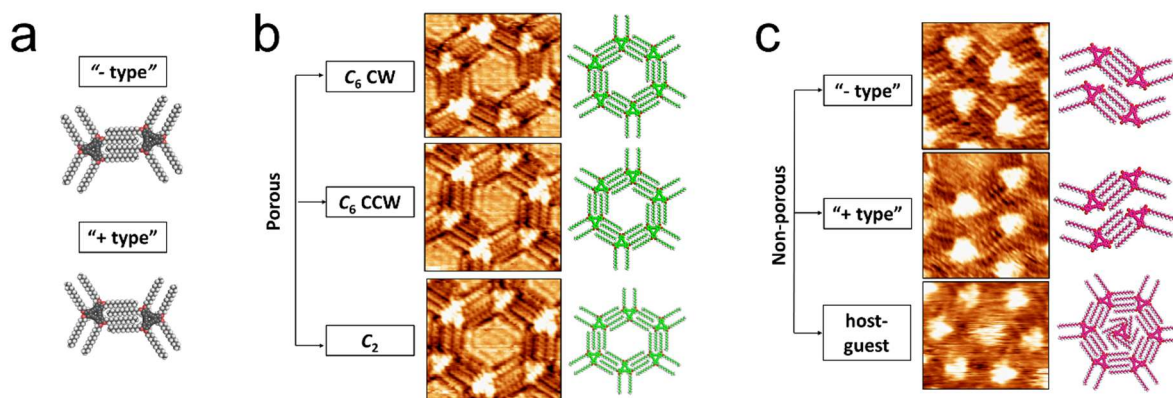 a
"- type"
"+ type"
b
Porous
C6 CW
C6 CCW
C2
c
Non-porous
"- type"
"+ type"
host-
guest